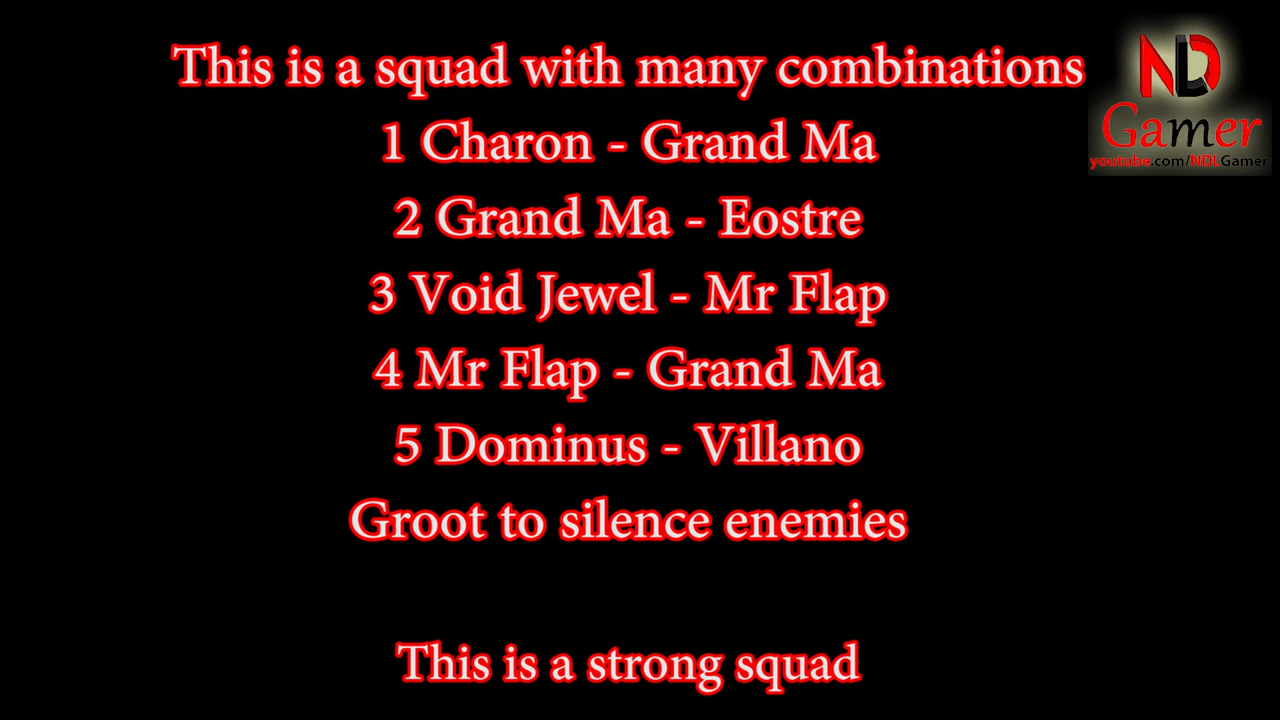 This is a squad with many combinations
1 Charon - Grand Ma
2 Grand Ma - Eostre
3 Void Jewel - Mr Flap
4 Mr Flap - Grand Ma
5 Dominus - Villano
Groot to silence enemies
This is a strong squad
NDL
Gamer
youtube.com/NDLGamer